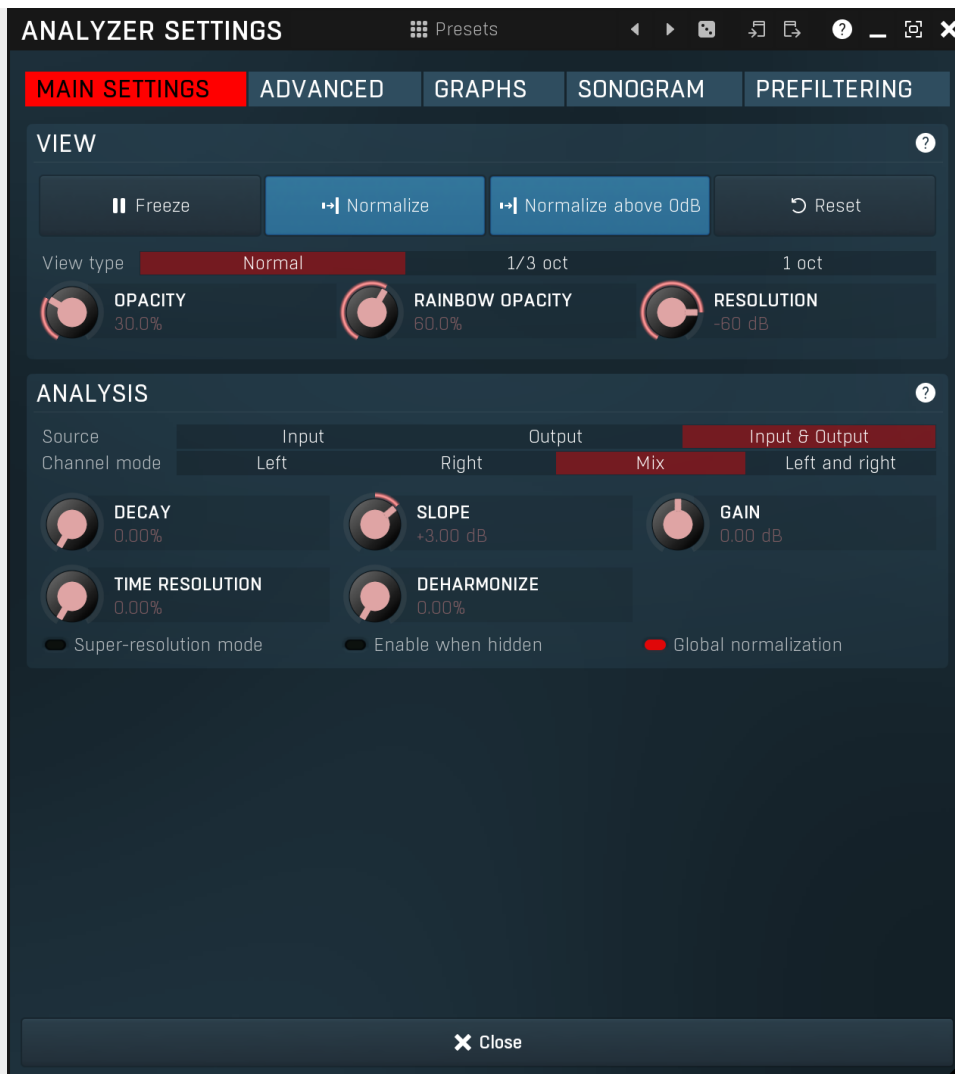 ANALYZER SETTINGS Presets ?
MAIN SETTINGS ADVANCED GRAPHS SONOGRAM PREFILTERING
VIEW ?
Freeze Normalize Normalize above 0dB Reset
View type Normal 1/3 oct 1 oct
OPACITY RAINBOW OPACITY RESOLUTION
30.0% 60.0% -60 dB
ANALYSIS ?
Source Input Output Input & Output
Channel mode Left Right Mix Left and right
DECAY SLOPE GAIN
0.00% +3.00 dB 0.00 dB
TIME RESOLUTION DEHARMONIZE
0.00% 0.00%
Super-resolution mode Enable when hidden Global normalization
Close